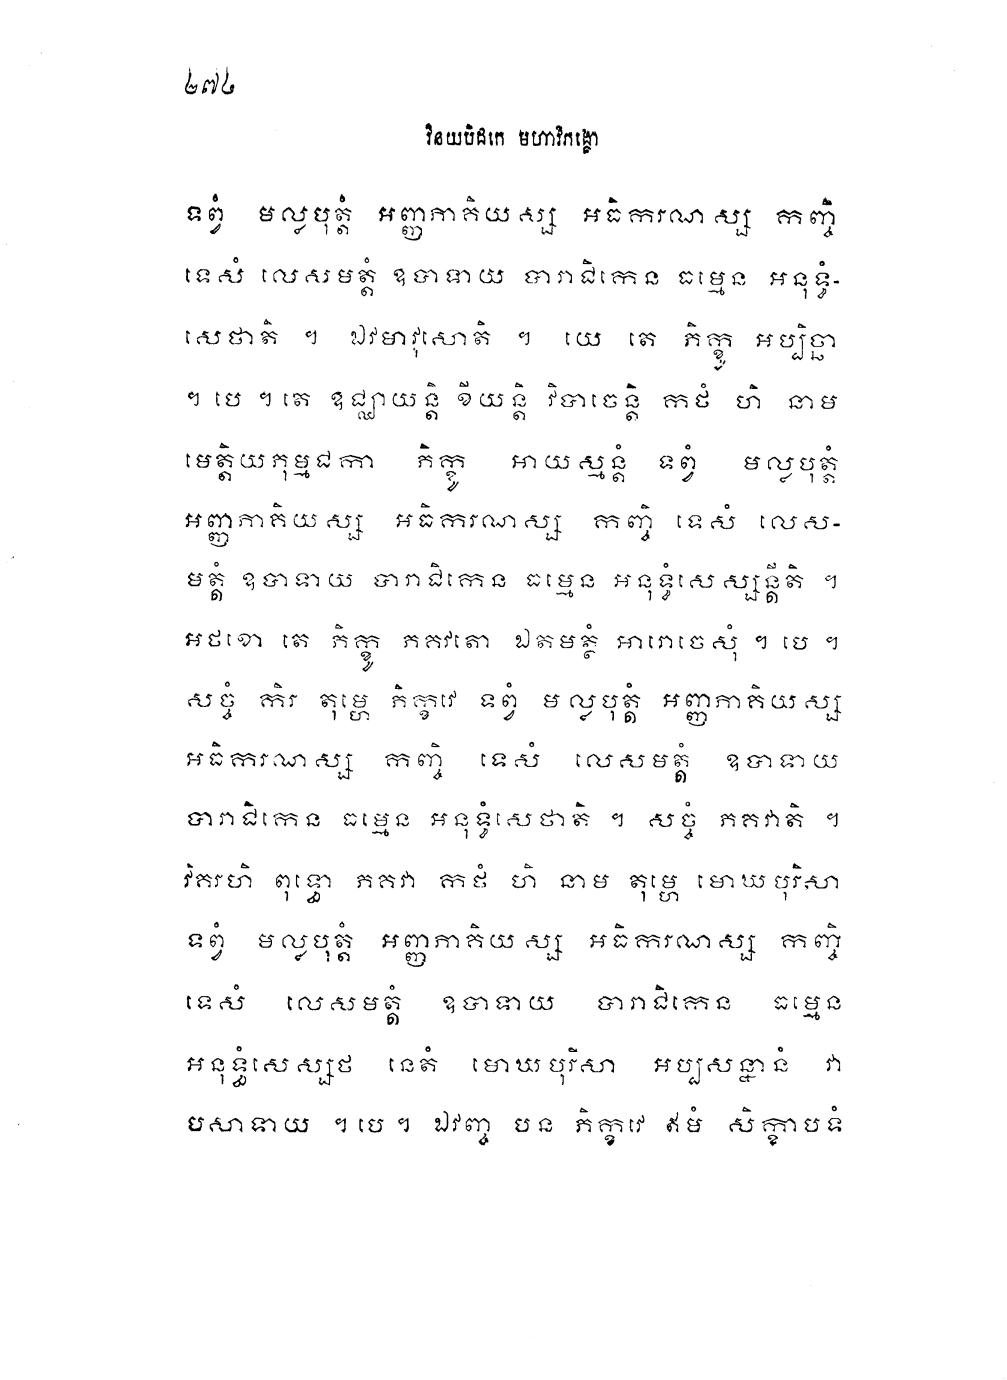 ២៧៤
វិនយបិដកេ មហាវិភង្គោ
ទព្វំ មល្លបុត្តំ អញ្ញភាគិយស្ស អធិករណស្ស កញ្ចិ
ទេសំ លេសមត្តំ ឧបាទាយ បារាជិកេន ធម្មេន អនុទ្ធំ-
សេថាតិ ។ ឯវមាវុសោតិ ។ យេ តេ ភិក្ខូ អប្បិច្ឆា
។ បេ ។ តេ ឧជ្ឈាយន្តិ ខីយន្តិ វិបាចេន្តិ កថំ ហិ នាម
មេត្តិយភុម្មជកា ភិក្ខូ អាយស្មន្តំ ទព្វំ មល្លបុត្តំ
អញ្ញភាគិយស្ស អធិករណស្ស កញ្ចិ ទេសំ លេស-
មត្តំ ឧបាទាយ បារាជិកេន ធម្មេន អនុទ្ធំសេស្សន្តីតិ ។
អថខោ តេ ភិក្ខូ ភគវតោ ឯតមត្ថំ អារោចេសុំ ។ បេ ។
សច្ចំ កិរ តុម្ហេ ភិក្ខវេ ទព្វំ មល្លបុត្តំ អញ្ញភាគិយស្ស
អធិករណស្ស កញ្ចិ ទេសំ លេសមត្តំ ឧបាទាយ
បារាជិកេន ធម្មេន អនុទ្ធំសេថាតិ ។ សច្ចំ ភគវាតិ ។
វិគរហិ ពុទ្ធោ ភគវា កថំ ហិ នាម តុម្ហេ មោឃបុរិសា
ទព្វំ មល្លបុត្តំ អញ្ញភាគិយស្ស អធិករណស្ស កញ្ចិ
ទេសំ លេសមត្តំ ឧបាទាយ បារាជិកេន ធម្មេន
អនុទ្ធំសេស្សថ នេតំ មោឃបុរិសា អប្បសន្នានំ វា
បសាទាយ ។ បេ ។ ឯវញ្ច បន ភិក្ខវេ ឥមំ សិក្ខាបទំ